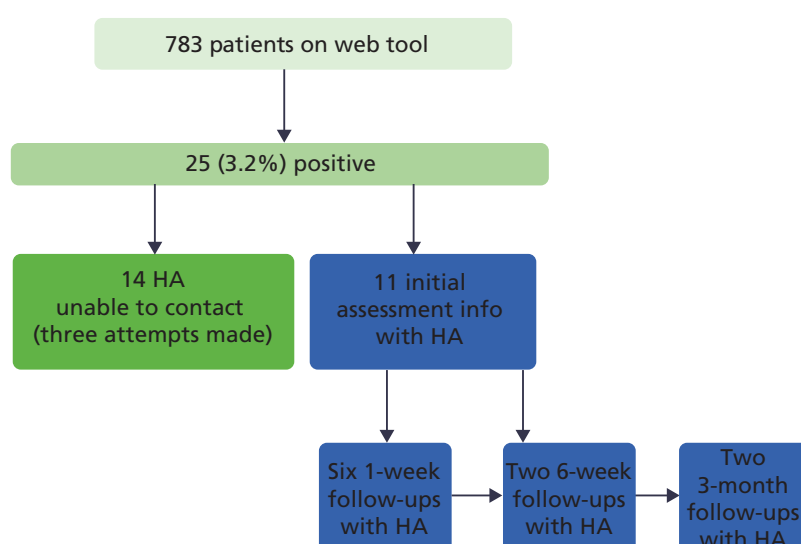 783 patients on web tool
25 (3.2%) positive
14 HA
unable to contact
(three attempts made)
11 initial
assessment info
with HA
Six 1-week
follow-ups
with HA
Two 6-week
follow-ups
with HA
Two
3-month
follow-ups
with HA